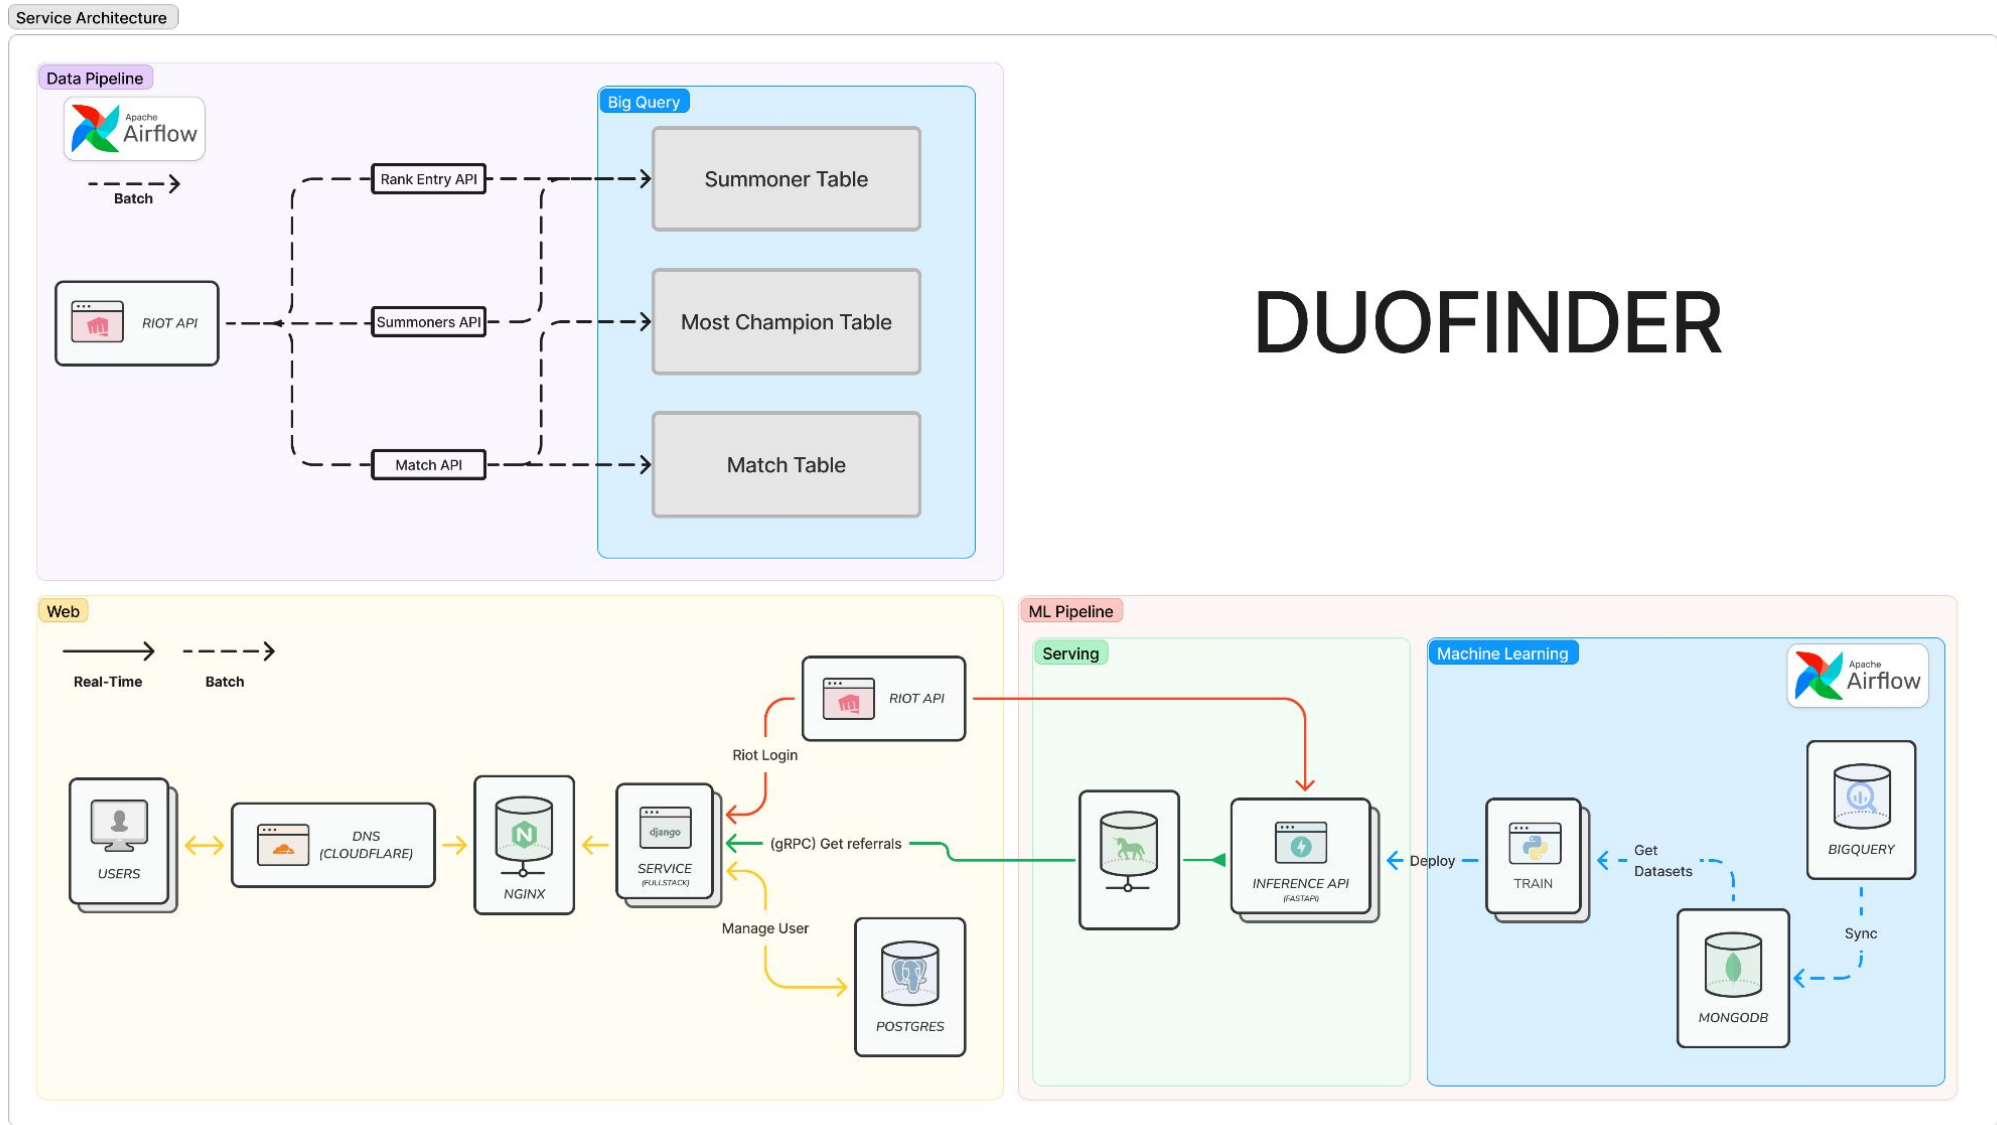 Service Architecture
Data Pipeline
Apache
Airflow
Batch
RIOT API
Rank Entry API
Summoners API
Match API
Big Query
Summoner Table
Most Champion Table
Match Table
DUOFINDER
Web
Real-Time
Batch
USERS
DNS
(CLOUDFLARE)
NGINX
django
SERVICE
(FULLSTACK)
RIOT API
Riot Login
(gRPC) Get referrals
Manage User
POSTGRES
ML Pipeline
Serving
INFERENCE API
(FASTAPI)
Deploy
Machine Learning
Apache
Airflow
TRAIN
Get
Datasets
BIGQUERY
Sync
MONGODB